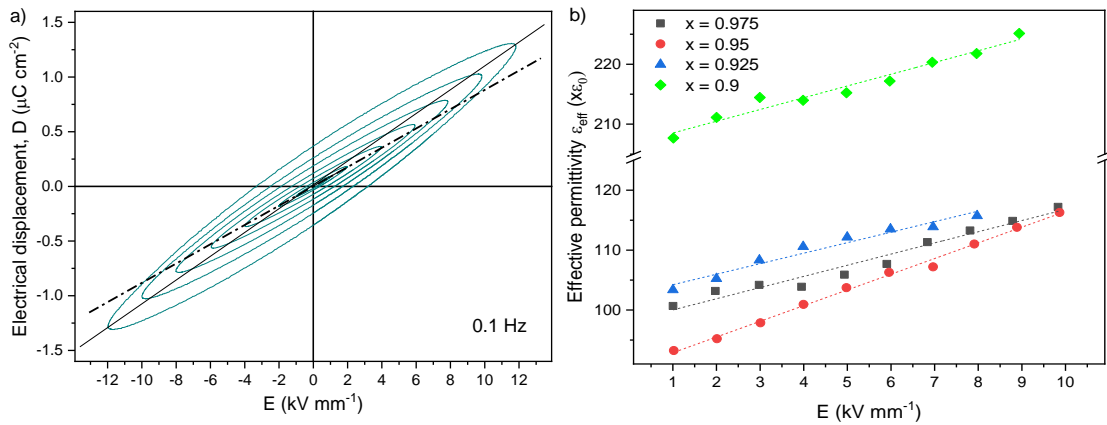 a)
Electrical displacement, D (μC cm⁻²)
1.5
1.0
0.5
0.0
-0.5
-1.0
-1.5
0.1 Hz
-12 -10 -8 -6 -4 -2 0 2 4 6 8 10 12
E (kV mm⁻¹)
b)
Effective permittivity ε_eff (xε₀)
x = 0.975
x = 0.95
x = 0.925
x = 0.9
220
210
120
110
100
1 2 3 4 5 6 7 8 9 10
E (kV mm⁻¹)